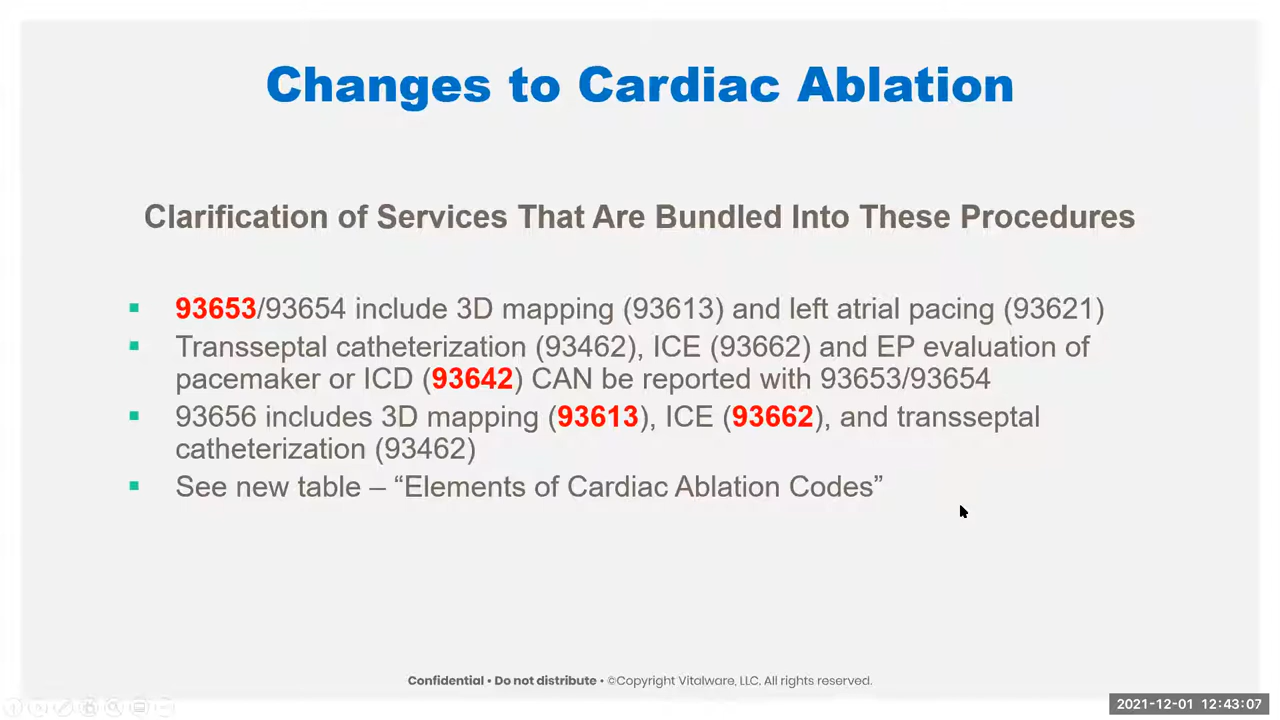 Changes to Cardiac Ablation
Clarification of Services That Are Bundled Into These Procedures
▪ 93653/93654 include 3D mapping (93613) and left atrial pacing (93621)
▪ Transseptal catheterization (93462), ICE (93662) and EP evaluation of
pacemaker or ICD (93642) CAN be reported with 93653/93654
▪ 93656 includes 3D mapping (93613), ICE (93662), and transseptal
catheterization (93462)
▪ See new table – “Elements of Cardiac Ablation Codes”
Confidential • Do not distribute • ©Copyright Vitalware, LLC. All rights reserved.
2021-12-01 12:43:07